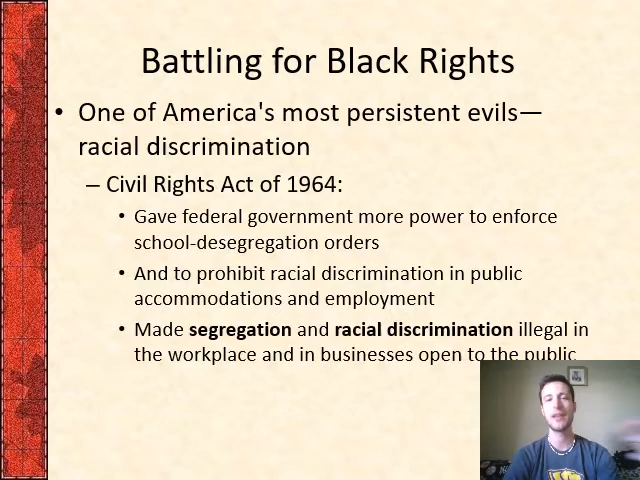 Battling for Black Rights
• One of America's most persistent evils—
racial discrimination
– Civil Rights Act of 1964:
• Gave federal government more power to enforce
school-desegregation orders
• And to prohibit racial discrimination in public
accommodations and employment
• Made segregation and racial discrimination illegal in
the workplace and in businesses open to the public